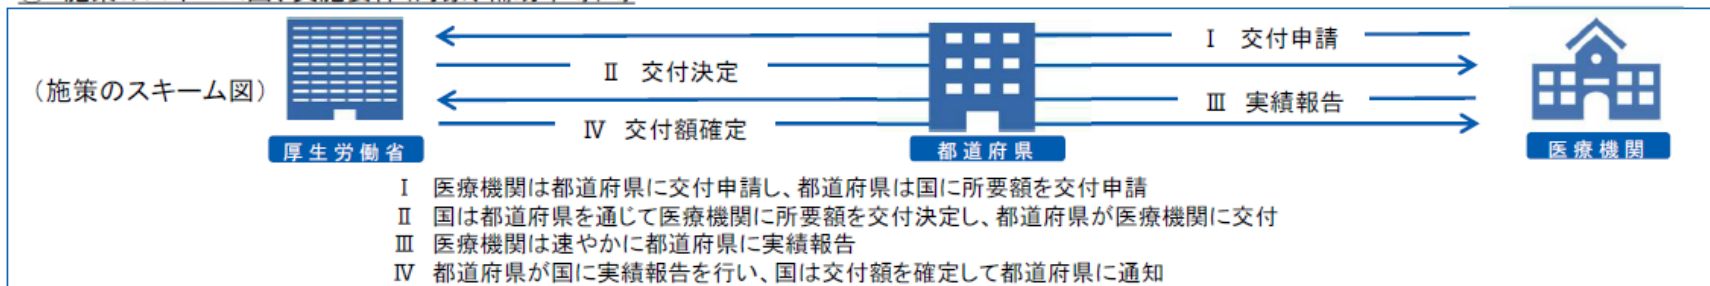 (施策のスキーム図)
Ⅰ 交付申請
Ⅱ 交付決定
Ⅲ 実績報告
Ⅳ 交付額確定
厚生労働省
都道府県
医療機関
Ⅰ 医療機関は都道府県に交付申請し、都道府県は国に所要額を交付申請
Ⅱ 国は都道府県を通じて医療機関に所要額を交付決定し、都道府県が医療機関に交付
Ⅲ 医療機関は速やかに都道府県に実績報告
Ⅳ 都道府県が国に実績報告を行い、国は交付額を確定して都道府県に通知